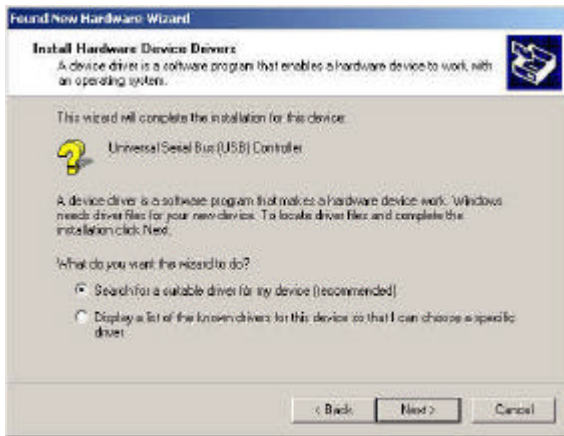 Found New Hardware Wizard
Install Hardware Device Drivers
A device driver is a software program that enables a hardware device to work with
an operating system.
This wizard will complete the installation for this device:
Universal Serial Bus (USB) Controller
A device driver is a software program that makes a hardware device work. Windows
needs driver files for your new device. To locate driver files and complete the
installation click Next.
What do you want the wizard to do?
Search for a suitable driver for my device (recommended)
Display a list of the known drivers for this device so that I can choose a specific
driver
< Back
Next >
Cancel